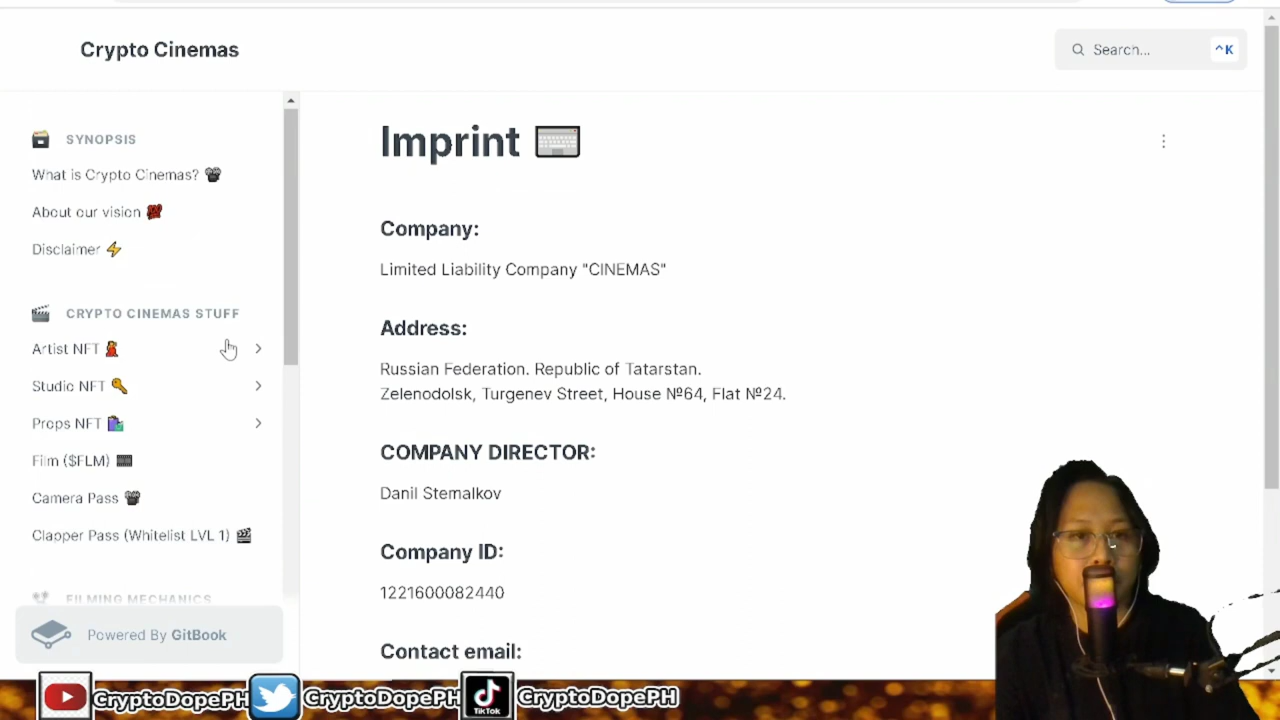 Crypto Cinemas
Search...
^K
SYNOPSIS
What is Crypto Cinemas?
About our vision
Disclaimer
CRYPTO CINEMAS STUFF
Artist NFT
Studio NFT
Props NFT
Film ($FLM)
Camera Pass
Clapper Pass (Whitelist LVL 1)
FILMING MECHANICS
Powered By GitBook
Imprint
Company:
Limited Liability Company "CINEMAS"
Address:
Russian Federation. Republic of Tatarstan.
Zelenodolsk, Turgenev Street, House №64, Flat №24.
COMPANY DIRECTOR:
Danil Stemalkov
Company ID:
1221600082440
Contact email:
CryptoDopePH
CryptoDopePH
TikTok
CryptoDopePH